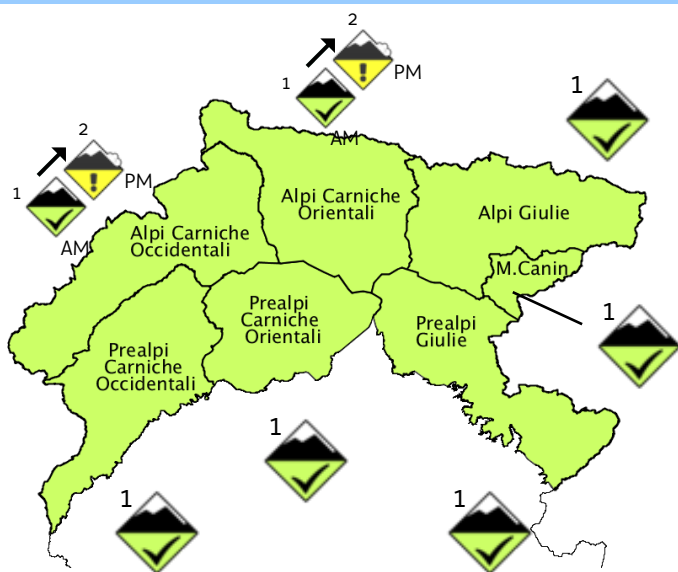 2
1
PM
AM
1
2
1
PM
AM
Alpi Carniche
Orientali
Alpi Giulie
Alpi Carniche
Occidentali
M.Canin
Prealpi
Carniche
Orientali
Prealpi
Giulie
1
Prealpi
Carniche
Occidentali
1
1
1